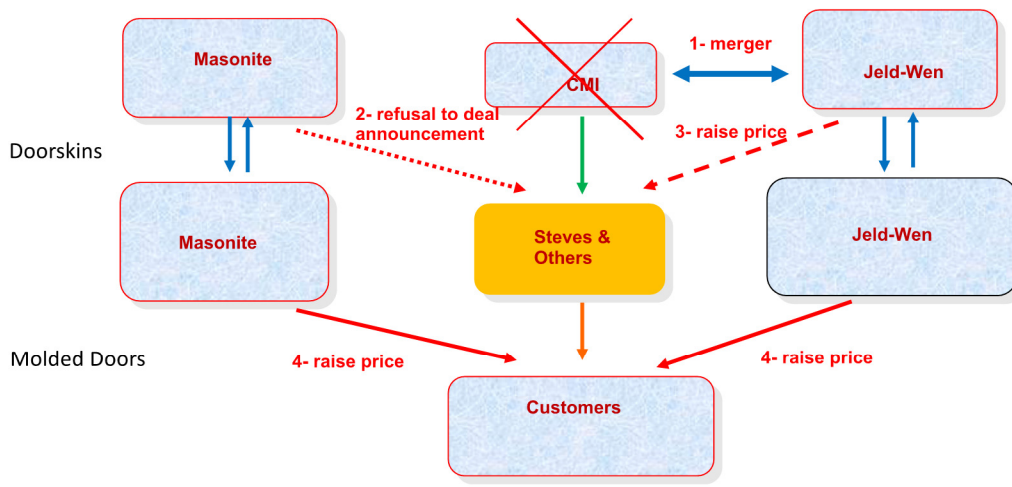 Masonite
CMI
1- merger
Jeld-Wen
2- refusal to deal
announcement
3- raise price
Doorskins
Masonite
Steves &
Others
Jeld-Wen
Molded Doors
4- raise price
4- raise price
Customers